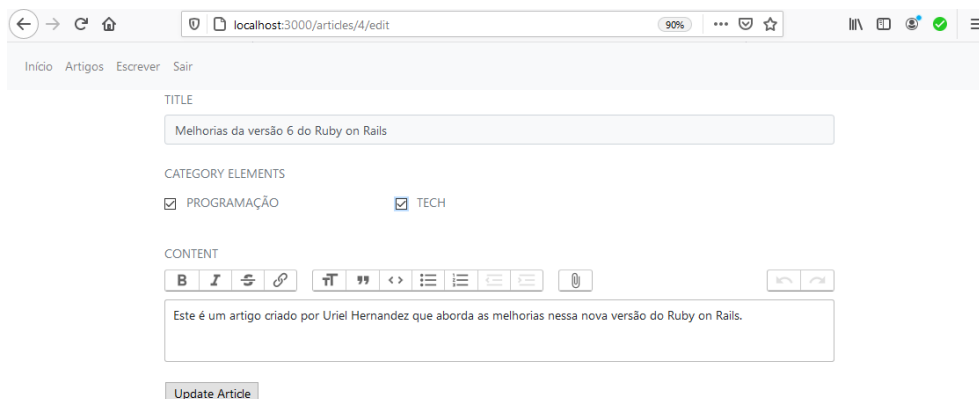 localhost:3000/articles/4/edit
90%
Início Artigos Escrever Sair
TITLE
Melhorias da versão 6 do Ruby on Rails
CATEGORY ELEMENTS
PROGRAMAÇÃO TECH
CONTENT
B I S
Este é um artigo criado por Uriel Hernandez que aborda as melhorias nessa nova versão do Ruby on Rails.
Update Article